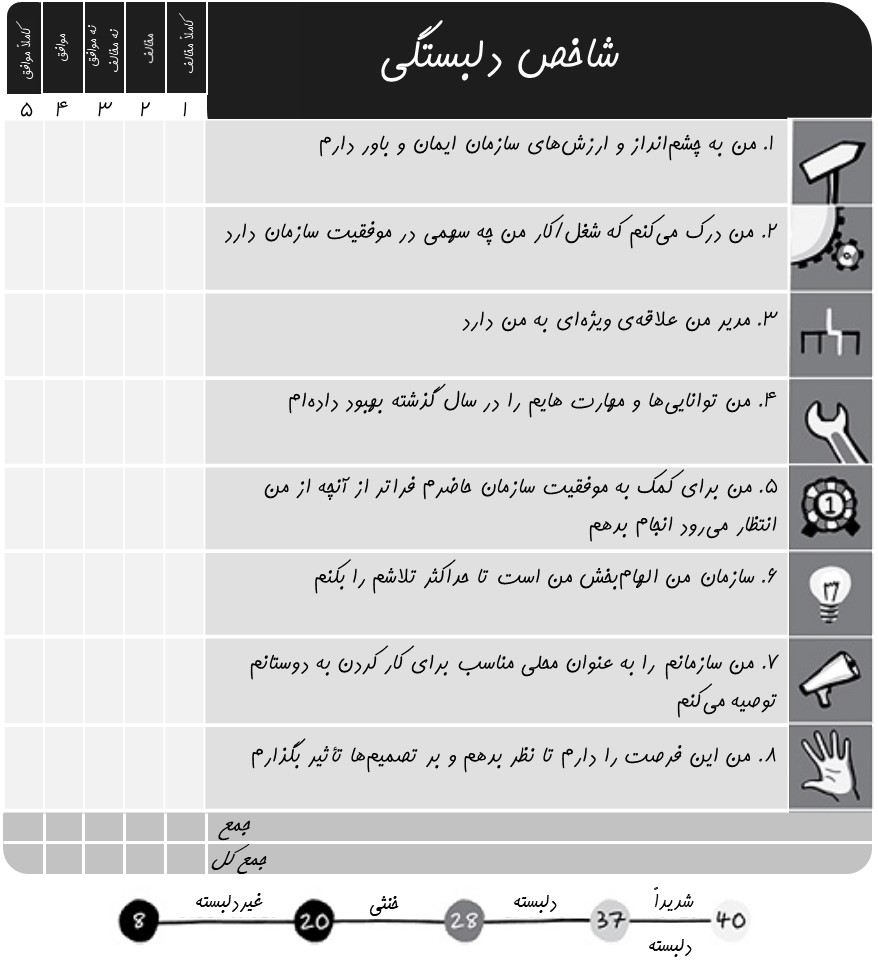 شاخص دلبستگی
کاملاً مخالف
مخالف
نه موافق
نه مخالف
موافق
کاملاً موافق
۱ ۲ ۳ ۴ ۵
۱. من به چشم‌انداز و ارزش‌های سازمان ایمان و باور دارم
۲. من درک می‌کنم که شغل/کار من چه سهمی در موفقیت سازمان دارد
۳. مدیر من علاقه‌ی ویژه‌ای به من دارد
۴. من توانایی‌ها و مهارت هایم را در سال گذشته بهبود داده‌ام
۵. من برای کمک به موفقیت سازمان حاضرم فراتر از آنچه از من
انتظار می‌رود انجام بدهم
1
۶. سازمان من الهام‌بخش من است تا حداکثر تلاشم را بکنم
۷. من سازمانم را به عنوان محلی مناسب برای کار کردن به دوستانم
توصیه می‌کنم
۸. من این فرصت را دارم تا نظر بدهم و بر تصمیم‌ها تأثیر بگذارم
جمع
جمع کل
شدیداً
دلبسته
دلبسته
خنثی
غیردلبسته
8 20 28 37 40